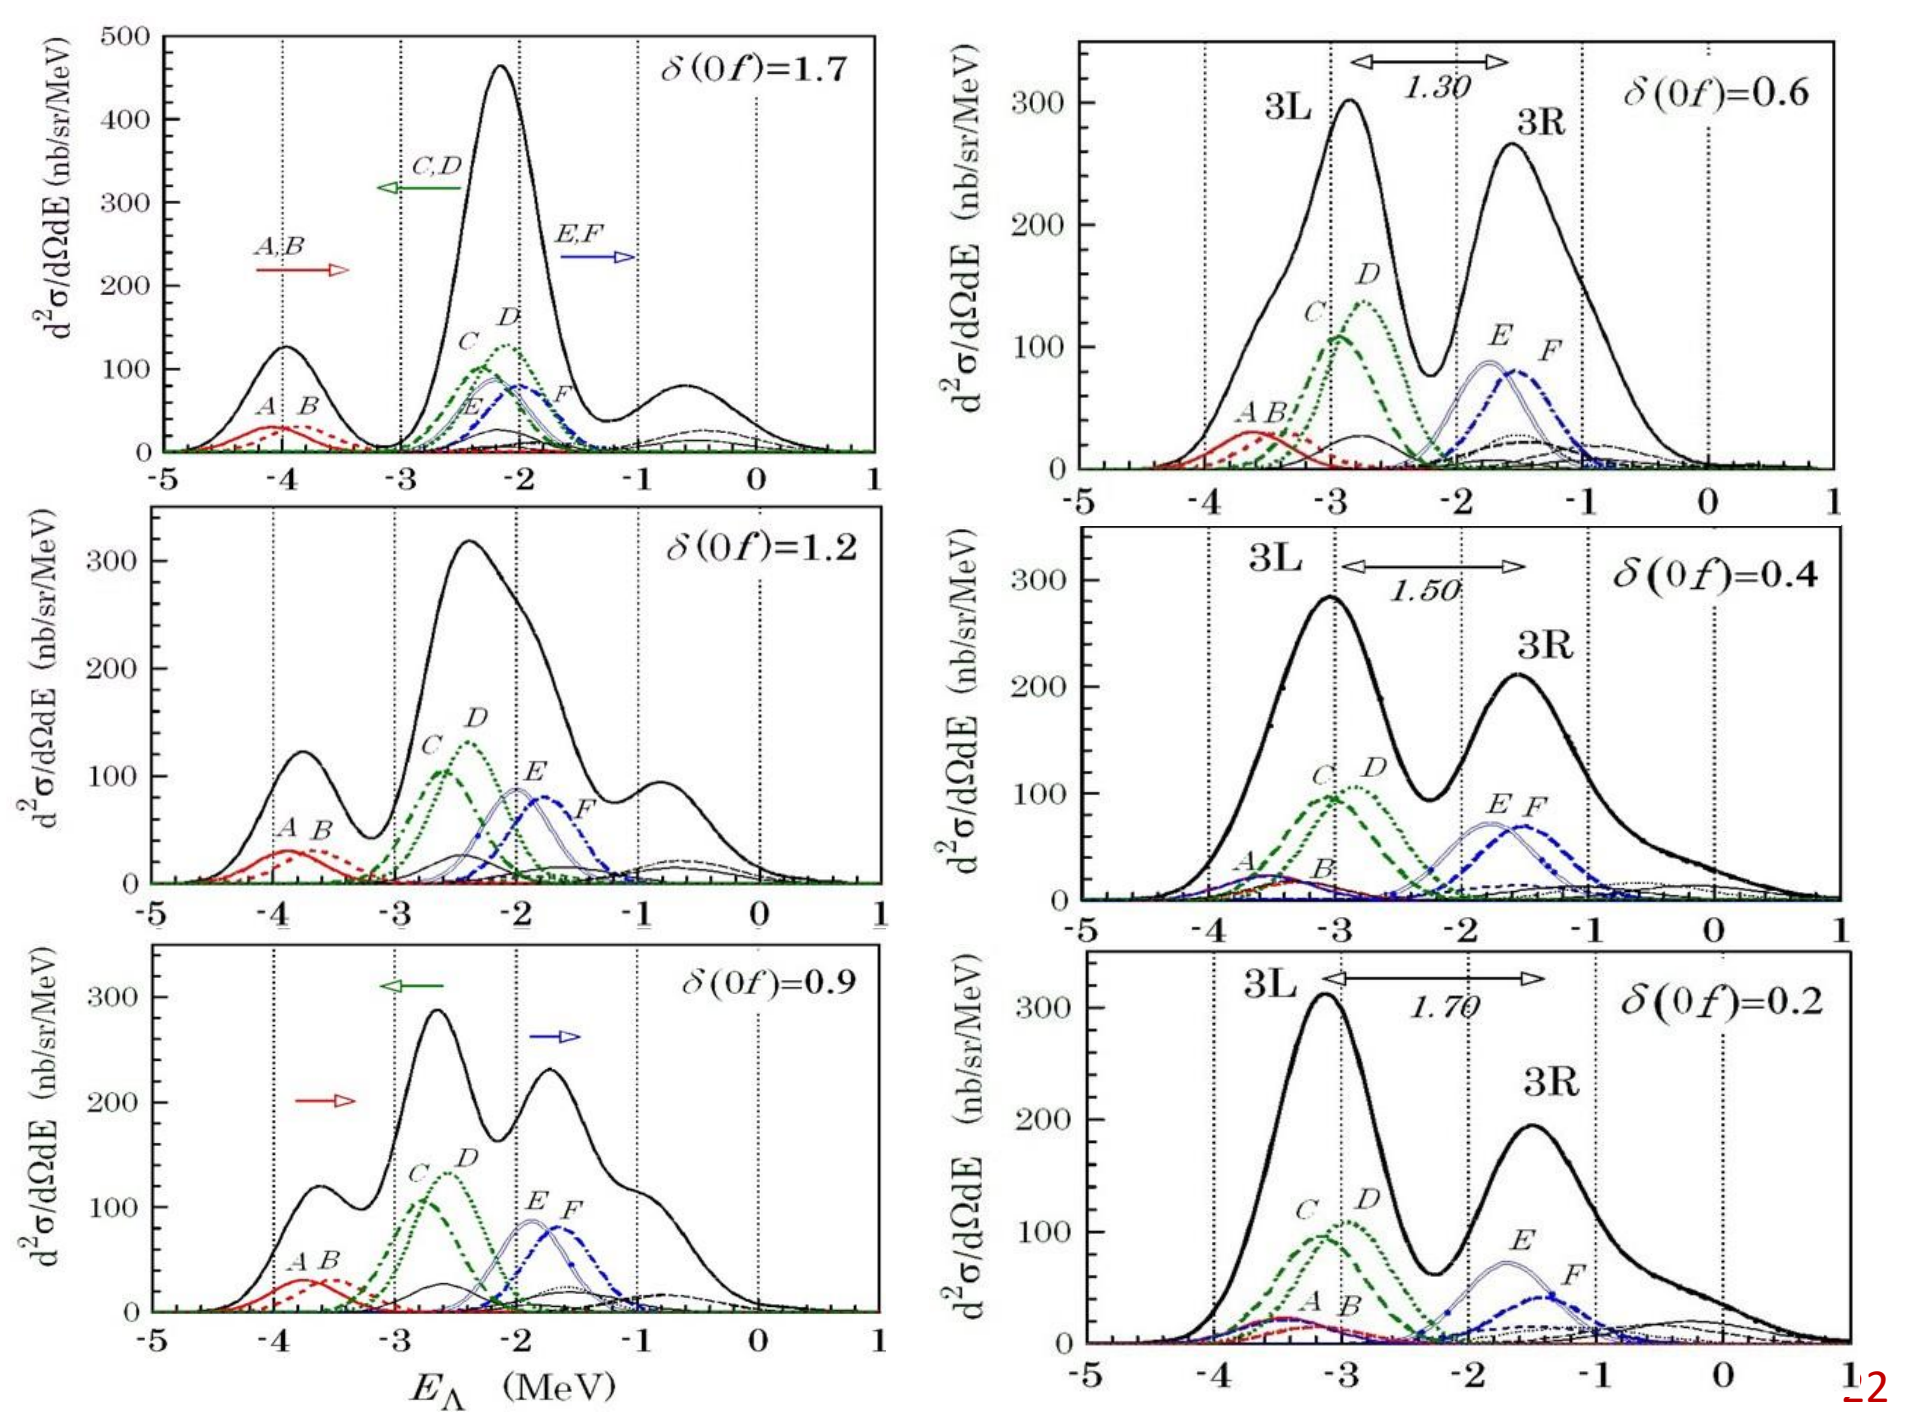 δ(0f)=1.7
d²σ/dΩdE (nb/sr/MeV)
500
400
300
200
100
0
C,D
E,F
A,B
D
C
A B
E
F
-5 -4 -3 -2 -1 0 1
δ(0f)=1.2
d²σ/dΩdE (nb/sr/MeV)
300
200
100
0
D
C
E
F
A B
-5 -4 -3 -2 -1 0 1
δ(0f)=0.9
d²σ/dΩdE (nb/sr/MeV)
300
200
100
0
C D
E F
A B
-5 -4 -3 -2 -1 0 1
E_Λ (MeV)
δ(0f)=0.6
d²σ/dΩdE (nb/sr/MeV)
300
200
100
0
1.30
3L
3R
D
C
E F
A B
-5 -4 -3 -2 -1 0 1
δ(0f)=0.4
d²σ/dΩdE (nb/sr/MeV)
300
200
100
0
3L
1.50
3R
C D
E F
A
B
-5 -4 -3 -2 -1 0 1
δ(0f)=0.2
d²σ/dΩdE (nb/sr/MeV)
300
200
100
0
3L
1.70
3R
C D
E
F
A B
-5 -4 -3 -2 -1 0 1
22